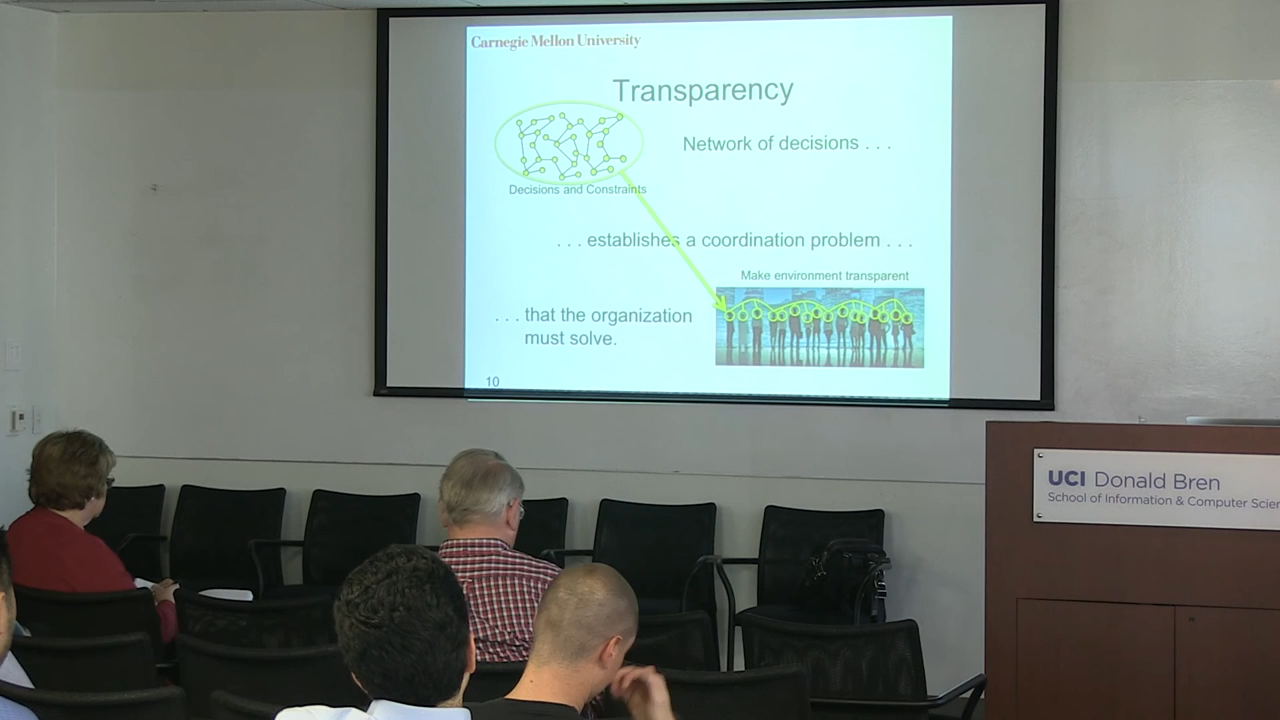 Carnegie Mellon University
Transparency
Network of decisions . . .
Decisions and Constraints
. . . establishes a coordination problem . . .
Make environment transparent
. . . that the organization
must solve.
10
UCI Donald Bren
School of Information & Computer Scien